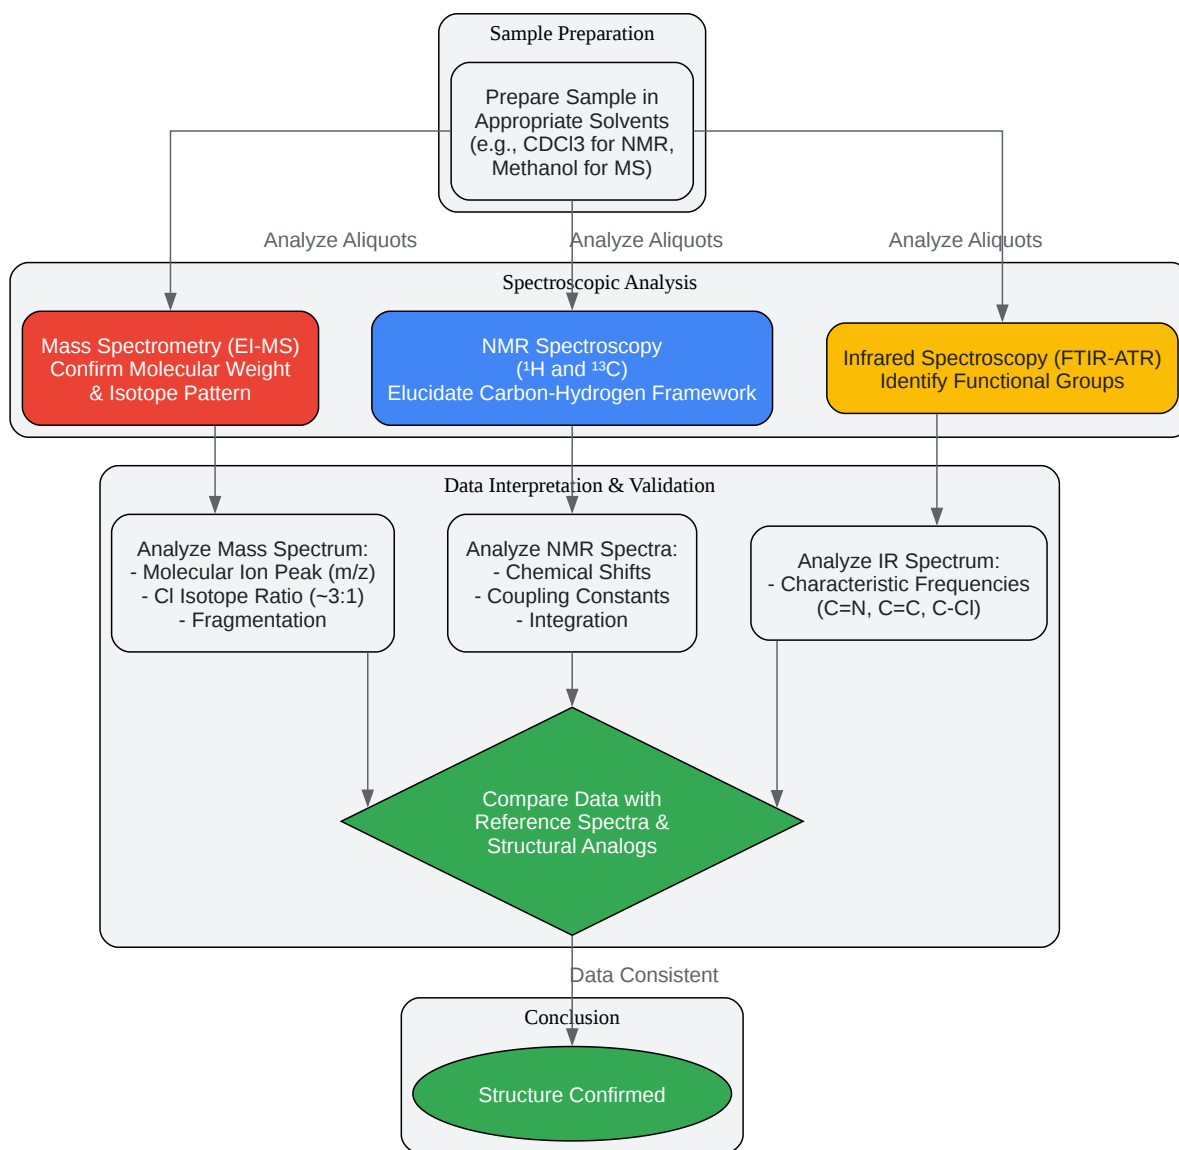 Sample Preparation
Prepare Sample in
Appropriate Solvents
(e.g., CDCl3 for NMR,
Methanol for MS)
Analyze Aliquots
Analyze Aliquots
Analyze Aliquots
Spectroscopic Analysis
Mass Spectrometry (EI-MS)
Confirm Molecular Weight
& Isotope Pattern
NMR Spectroscopy
(¹H and ¹³C)
Elucidate Carbon-Hydrogen Framework
Infrared Spectroscopy (FTIR-ATR)
Identify Functional Groups
Data Interpretation & Validation
Analyze Mass Spectrum:
- Molecular Ion Peak (m/z)
- Cl Isotope Ratio (~3:1)
- Fragmentation
Analyze NMR Spectra:
- Chemical Shifts
- Coupling Constants
- Integration
Analyze IR Spectrum:
- Characteristic Frequencies
(C=N, C=C, C-Cl)
Compare Data with
Reference Spectra &
Structural Analogs
Data Consistent
Conclusion
Structure Confirmed